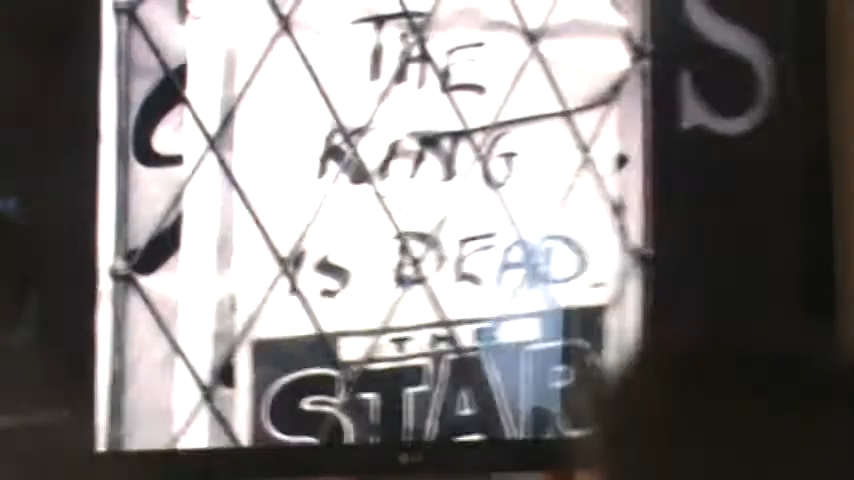 THE
KING
IS DEAD
THE
STAR
S